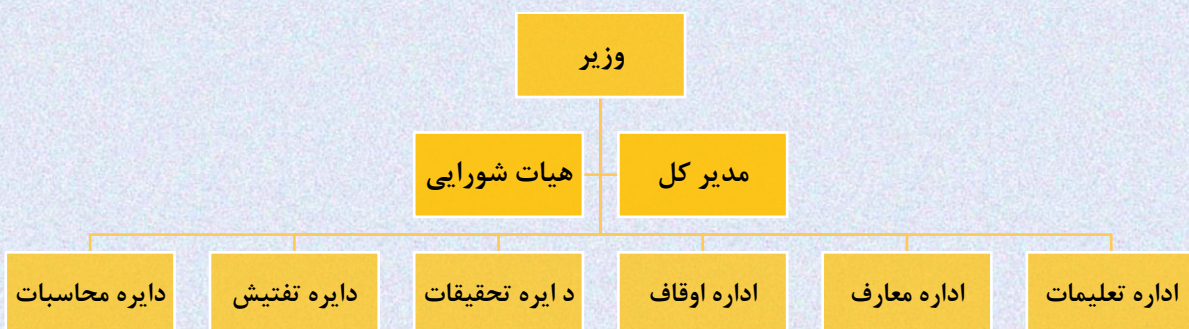 وزیر
مدیر کل
هیات شورایی
اداره تعلیمات
اداره معارف
اداره اوقاف
د ایره تحقیقات
دایره تفتیش
دایره محاسبات